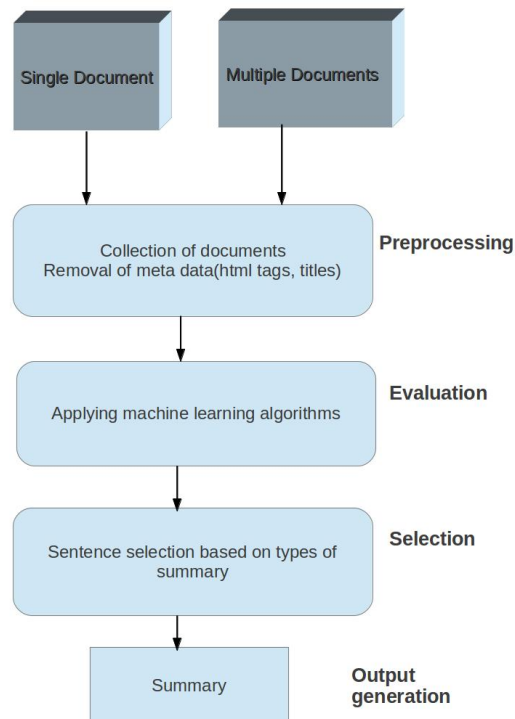 Single Document
Multiple Documents
Collection of documents
Removal of meta data(html tags, titles)
Preprocessing
Applying machine learning algorithms
Evaluation
Sentence selection based on types of
summary
Selection
Summary
Output
generation